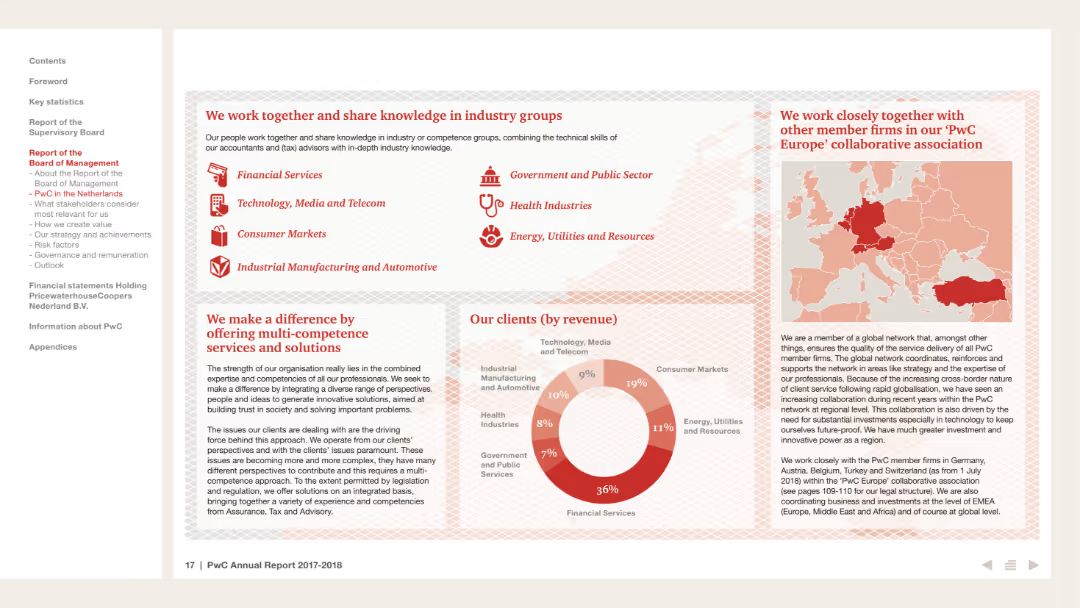 Contents
Foreword
Key statistics
Report of the
Supervisory Board
Report of the
Board of Management
- About the Report of the
Board of Management
- PwC in the Netherlands
- What stakeholders consider
most relevant for us
- How we create value
- Our strategy and achievements
- Risk factors
- Governance and remuneration
- Outlook
Financial statements Holding
PricewaterhouseCoopers
Nederland B.V.
Information about PwC
Appendices
We work together and share knowledge in industry groups
Our people work together and share knowledge in industry or competence groups, combining the technical skills of
our accountants and (tax) advisors with in-depth industry knowledge.
Financial Services
Technology, Media and Telecom
Consumer Markets
Industrial Manufacturing and Automotive
Government and Public Sector
Health Industries
Energy, Utilities and Resources
We make a difference by
offering multi-competence
services and solutions
The strength of our organisation really lies in the combined
expertise and competencies of all our professionals. We seek to
make a difference by integrating a diverse range of perspectives,
people and ideas to generate innovative solutions, aimed at
building trust in society and solving important problems.
The issues our clients are dealing with are the driving
force behind this approach. We operate from our clients'
perspectives and with the clients' issues paramount. These
issues are becoming more and more complex, they have many
different perspectives to contribute and this requires a multi-
competence approach. To the extent permitted by legislation
and regulation, we offer solutions on an integrated basis,
bringing together a variety of experience and competencies
from Assurance, Tax and Advisory.
Our clients (by revenue)
Technology, Media
and Telecom
9%
Consumer Markets
19%
Industrial
Manufacturing
and Automotive
10%
Health
Industries
8%
Energy, Utilities
and Resources
11%
Government
and Public
Services
7%
36%
Financial Services
We work closely together with
other member firms in our 'PwC
Europe' collaborative association
We are a member of a global network that, amongst other
things, ensures the quality of the service delivery of all PwC
member firms. The global network coordinates, reinforces and
supports the network in areas like strategy and the expertise of
our professionals. Because of the increasing cross-border nature
of client service following rapid globalisation, we have seen an
increasing collaboration during recent years within the PwC
network at regional level. This collaboration is also driven by the
need for substantial investments especially in technology to keep
ourselves future-proof. We have much greater investment and
innovative power as a region.
We work closely with the PwC member firms in Germany,
Austria, Belgium, Turkey and Switzerland (as from 1 July
2018) within the 'PwC Europe' collaborative association
(see pages 109-110 for our legal structure). We are also
coordinating business and investments at the level of EMEA
(Europe, Middle East and Africa) and of course at global level.
17 | PwC Annual Report 2017-2018